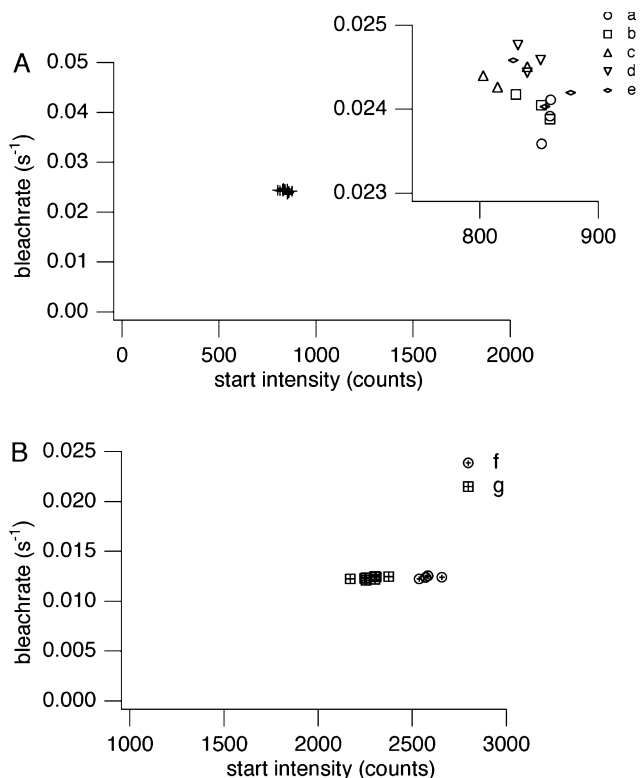 A
bleachrate (s-1)
0.05
0.04
0.03
0.02
0.01
0.00
0 500 1000 1500 2000
start intensity (counts)
0.025
0.024
0.023
800 900
a
b
c
d
e
B
bleachrate (s-1)
0.025
0.020
0.015
0.010
0.005
0.000
1000 1500 2000 2500 3000
start intensity (counts)
f
g